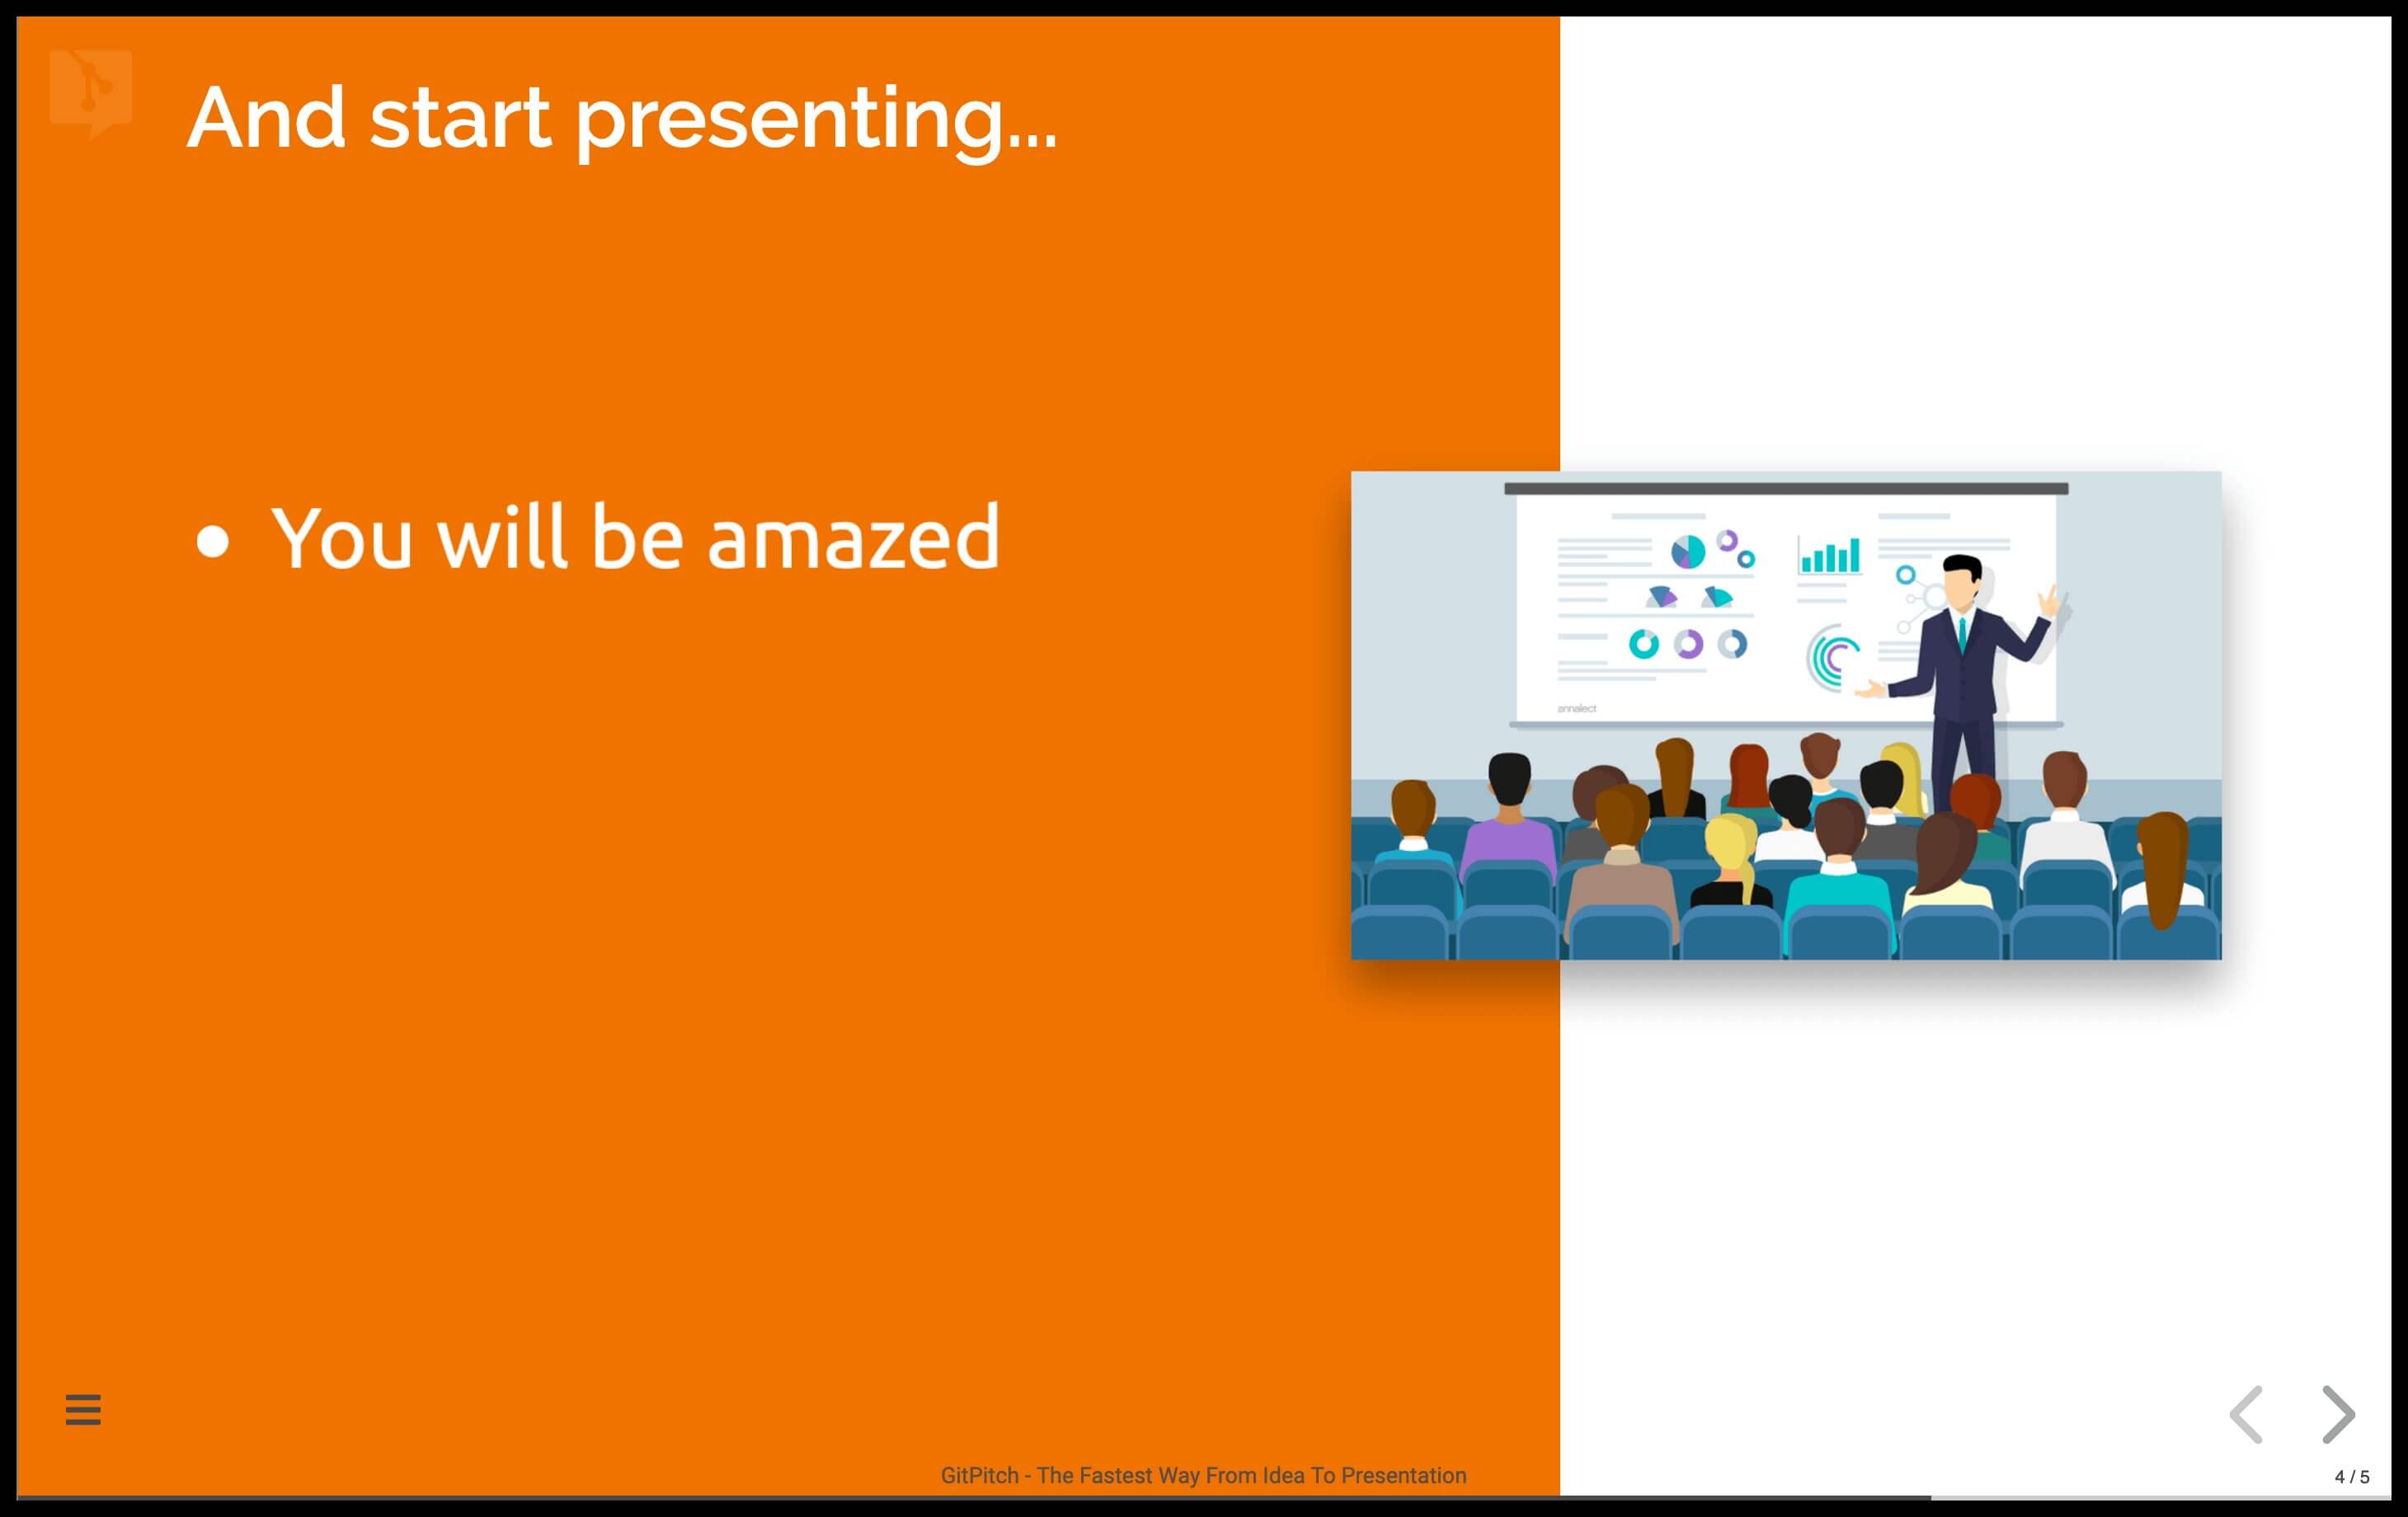 And start presenting...
• You will be amazed
annalect
GitPitch - The Fastest Way From Idea To Presentation
4 / 5